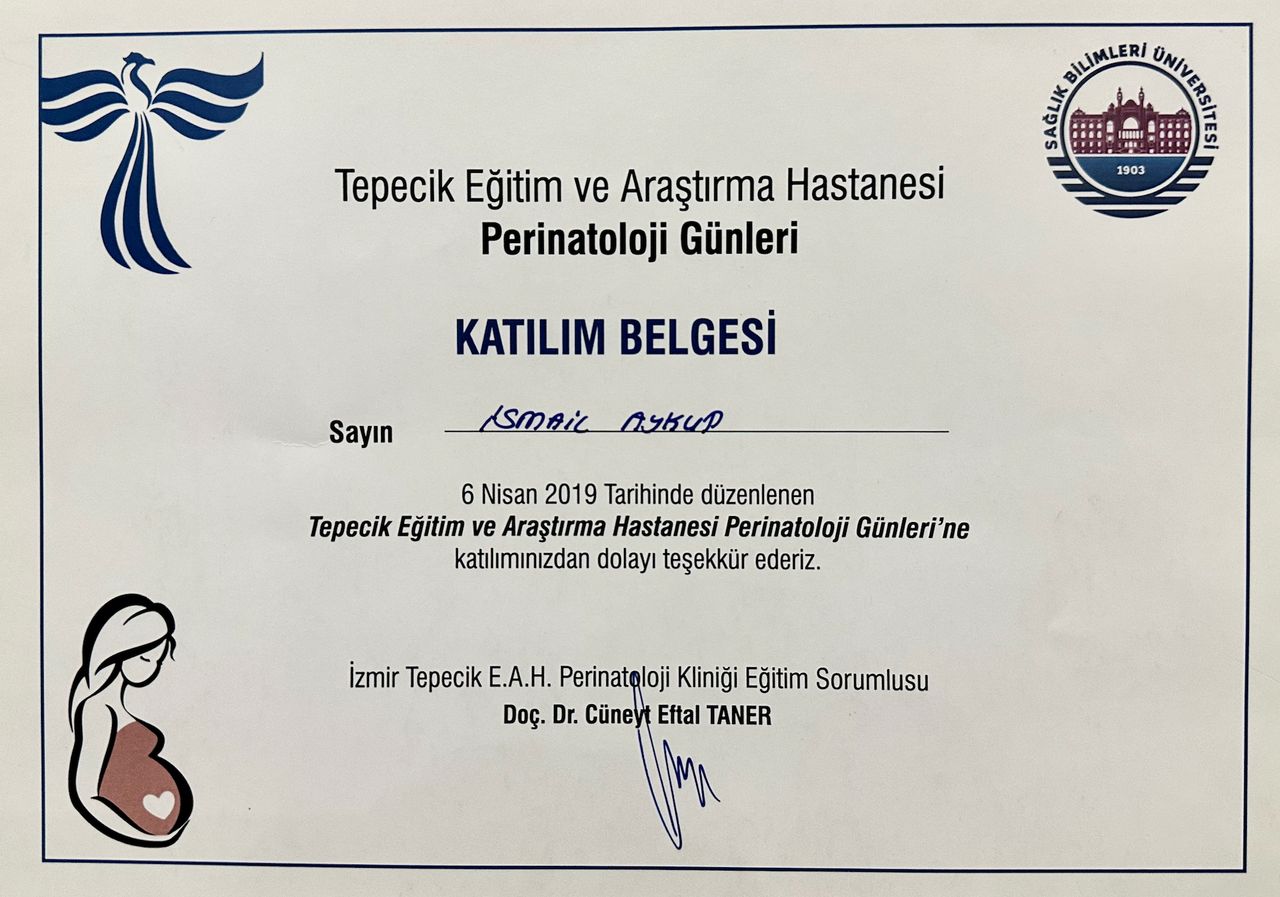 SAĞLIK BİLİMLERİ ÜNİVERSİTESİ
1903
Tepecik Eğitim ve Araştırma Hastanesi
Perinatoloji Günleri
KATILIM BELGESİ
Sayın İSMAİL AYKUD
6 Nisan 2019 Tarihinde düzenlenen
Tepecik Eğitim ve Araştırma Hastanesi Perinatoloji Günleri’ne
katılımınızdan dolayı teşekkür ederiz.
İzmir Tepecik E.A.H. Perinatoloji Kliniği Eğitim Sorumlusu
Doç. Dr. Cüneyt Eftal TANER